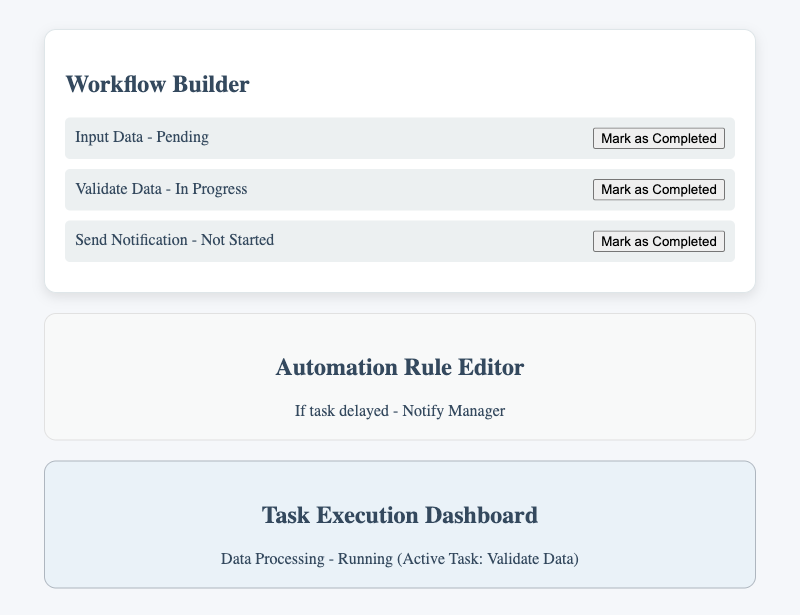 Workflow Builder
Input Data - Pending
Mark as Completed
Validate Data - In Progress
Mark as Completed
Send Notification - Not Started
Mark as Completed
Automation Rule Editor
If task delayed - Notify Manager
Task Execution Dashboard
Data Processing - Running (Active Task: Validate Data)